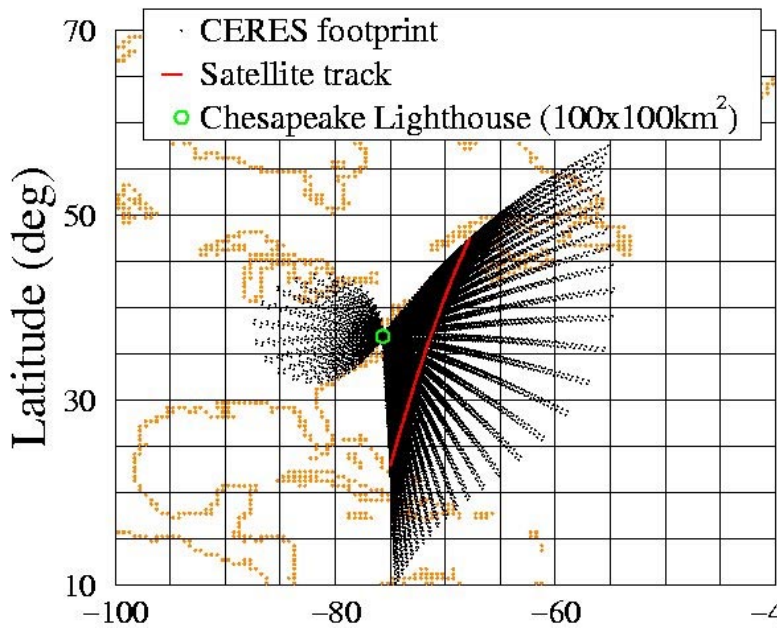 70
CERES footprint
Satellite track
Chesapeake Lighthouse (100x100km²)
50
Latitude (deg)
30
10
−100
−80
−60